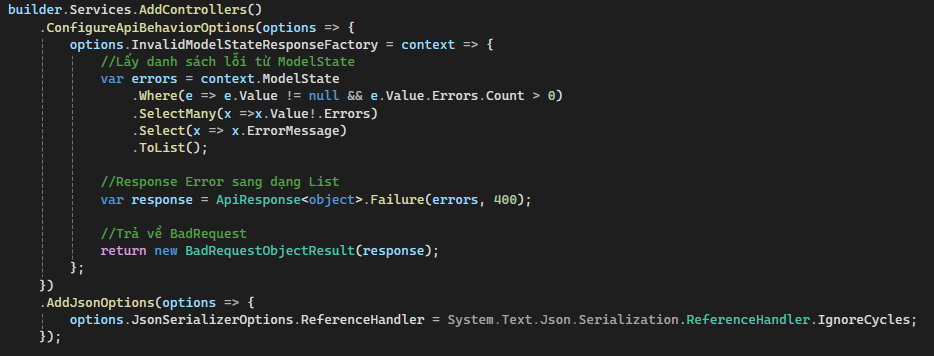 builder.Services.AddControllers()
    .ConfigureApiBehaviorOptions(options => {
        options.InvalidModelStateResponseFactory = context => {
            //Lấy danh sách lỗi từ ModelState
            var errors = context.ModelState
                .Where(e => e.Value != null && e.Value.Errors.Count > 0)
                .SelectMany(x =>x.Value!.Errors)
                .Select(x => x.ErrorMessage)
                .ToList();

            //Response Error sang dạng List
            var response = ApiResponse<object>.Failure(errors, 400);

            //Trả về BadRequest
            return new BadRequestObjectResult(response);
        };
    })
    .AddJsonOptions(options => {
        options.JsonSerializerOptions.ReferenceHandler = System.Text.Json.Serialization.ReferenceHandler.IgnoreCycles;
    });